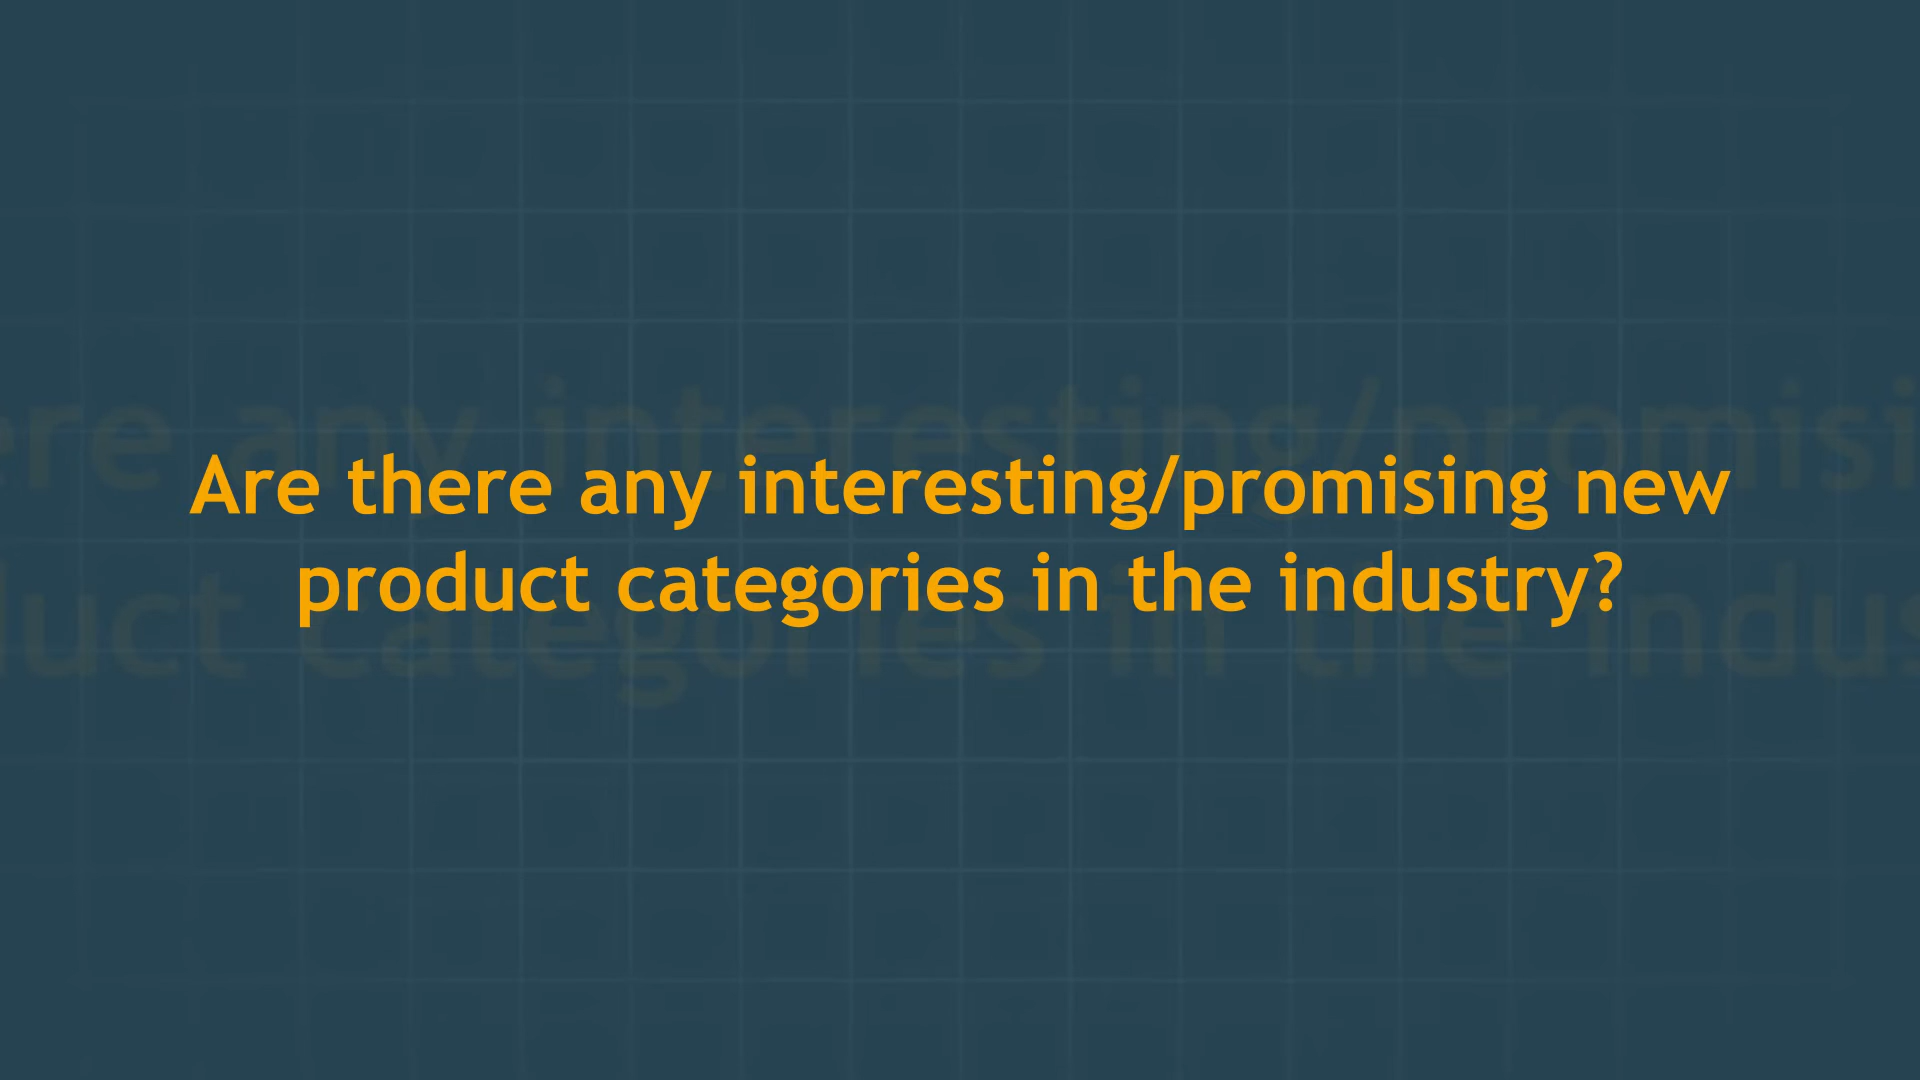 Are there any interesting/promising new
product categories in the industry?